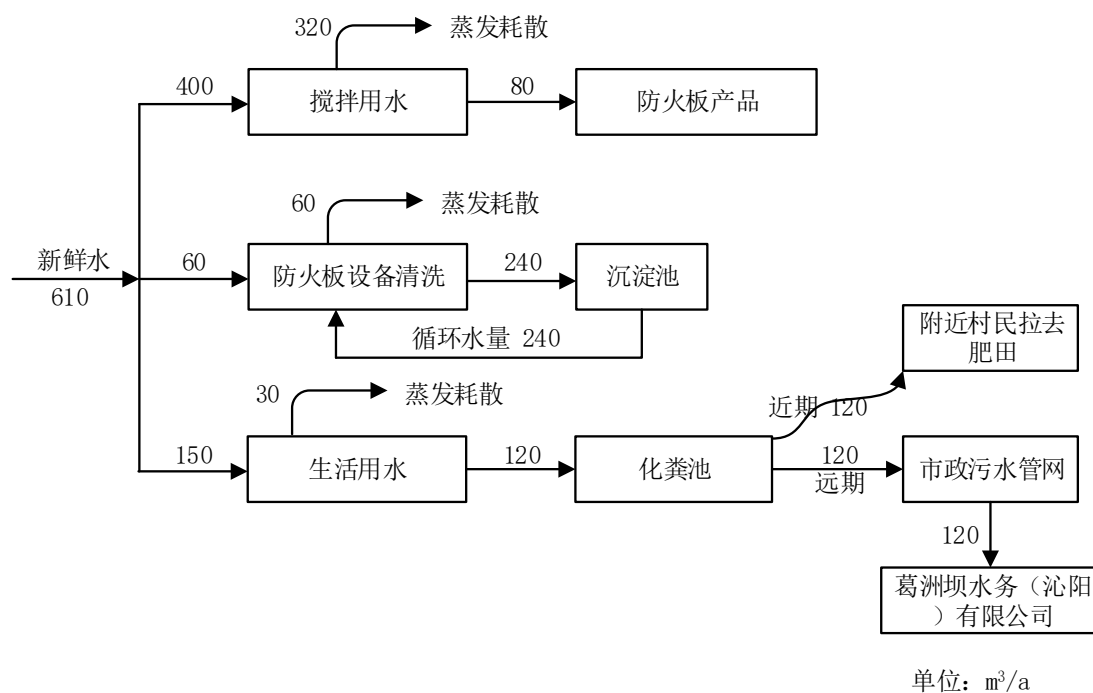 320
蒸发耗散
400
搅拌用水
80
防火板产品
60
蒸发耗散
新鲜水
610
60
防火板设备清洗
240
沉淀池
循环水量 240
附近村民拉去
肥田
30
蒸发耗散
近期 120
150
生活用水
120
化粪池
120
远期
市政污水管网
120
葛洲坝水务（沁阳
）有限公司
单位：m³/a